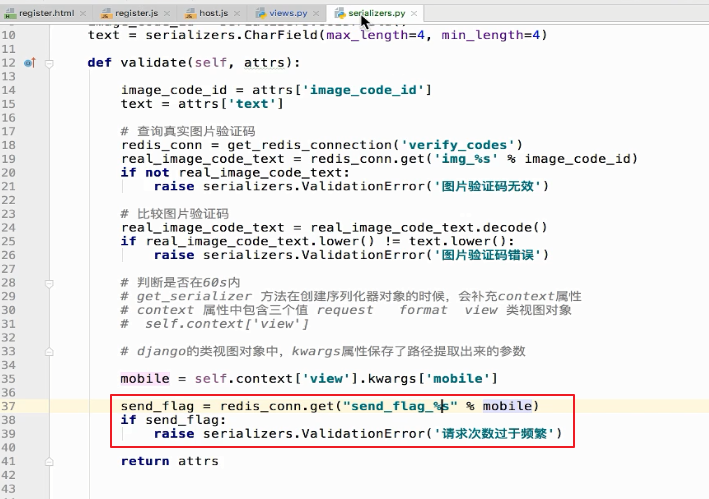 register.html register.js host.js views.py serializers.py
10 text = serializers.CharField(max_length=4, min_length=4)
11
12 def validate(self, attrs):
13
14 image_code_id = attrs['image_code_id']
15 text = attrs['text']
16
17 # 查询真实图片验证码
18 redis_conn = get_redis_connection('verify_codes')
19 real_image_code_text = redis_conn.get('img_%s' % image_code_id)
20 if not real_image_code_text:
21 raise serializers.ValidationError('图片验证码无效')
22
23 # 比较图片验证码
24 real_image_code_text = real_image_code_text.decode()
25 if real_image_code_text.lower() != text.lower():
26 raise serializers.ValidationError('图片验证码错误')
27
28 # 判断是否在60s内
29 # get_serializer 方法在创建序列化器对象的时候，会补充context属性
30 # context 属性中包含三个值 request format view 类视图对象
31 # self.context['view']
32
33 # django的类视图对象中，kwargs属性保存了路径提取出来的参数
34
35 mobile = self.context['view'].kwargs['mobile']
36
37 send_flag = redis_conn.get("send_flag_%s" % mobile)
38 if send_flag:
39 raise serializers.ValidationError('请求次数过于频繁')
40
41 return attrs
42
43